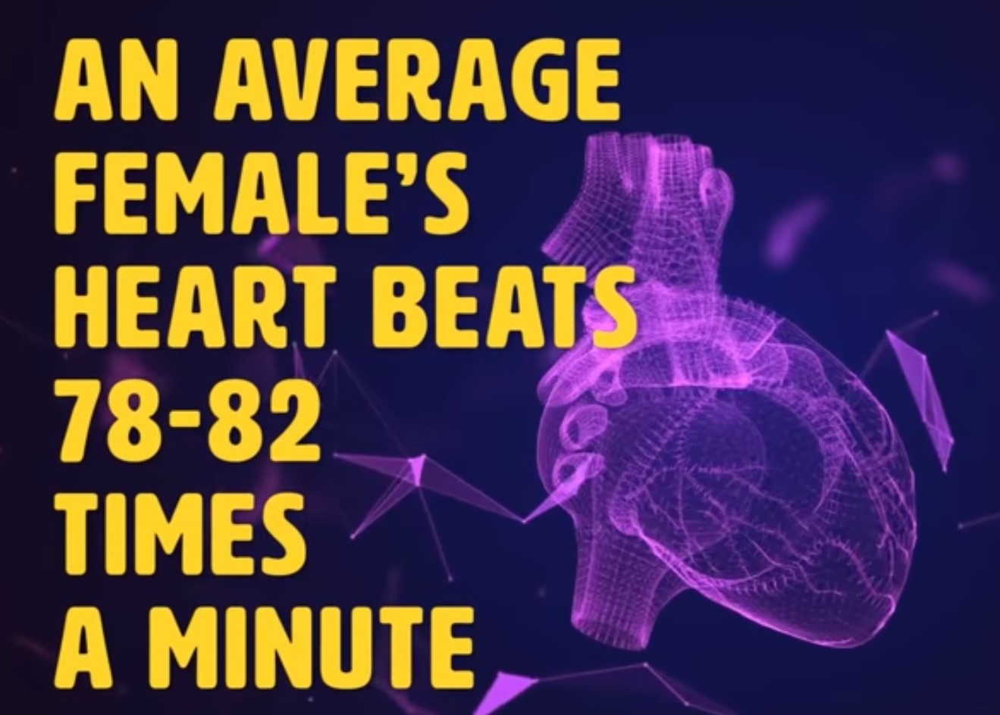 AN AVERAGE
FEMALE’S
HEART BEATS
78-82
TIMES
A MINUTE